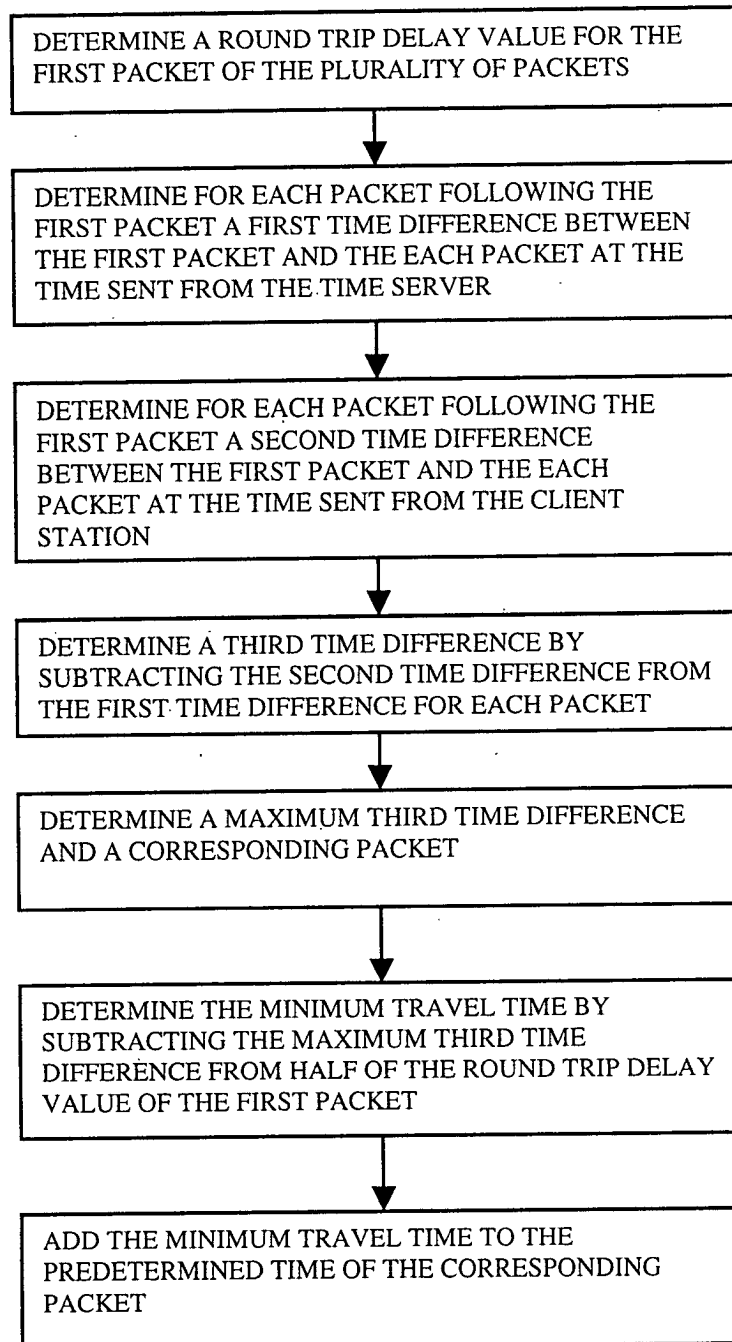 DETERMINE A ROUND TRIP DELAY VALUE FOR THE
FIRST PACKET OF THE PLURALITY OF PACKETS
DETERMINE FOR EACH PACKET FOLLOWING THE
FIRST PACKET A FIRST TIME DIFFERENCE BETWEEN
THE FIRST PACKET AND THE EACH PACKET AT THE
TIME SENT FROM THE TIME SERVER
DETERMINE FOR EACH PACKET FOLLOWING THE
FIRST PACKET A SECOND TIME DIFFERENCE
BETWEEN THE FIRST PACKET AND THE EACH
PACKET AT THE TIME SENT FROM THE CLIENT
STATION
DETERMINE A THIRD TIME DIFFERENCE BY
SUBTRACTING THE SECOND TIME DIFFERENCE FROM
THE FIRST TIME DIFFERENCE FOR EACH PACKET
DETERMINE A MAXIMUM THIRD TIME DIFFERENCE
AND A CORRESPONDING PACKET
DETERMINE THE MINIMUM TRAVEL TIME BY
SUBTRACTING THE MAXIMUM THIRD TIME
DIFFERENCE FROM HALF OF THE ROUND TRIP DELAY
VALUE OF THE FIRST PACKET
ADD THE MINIMUM TRAVEL TIME TO THE
PREDETERMINED TIME OF THE CORRESPONDING
PACKET